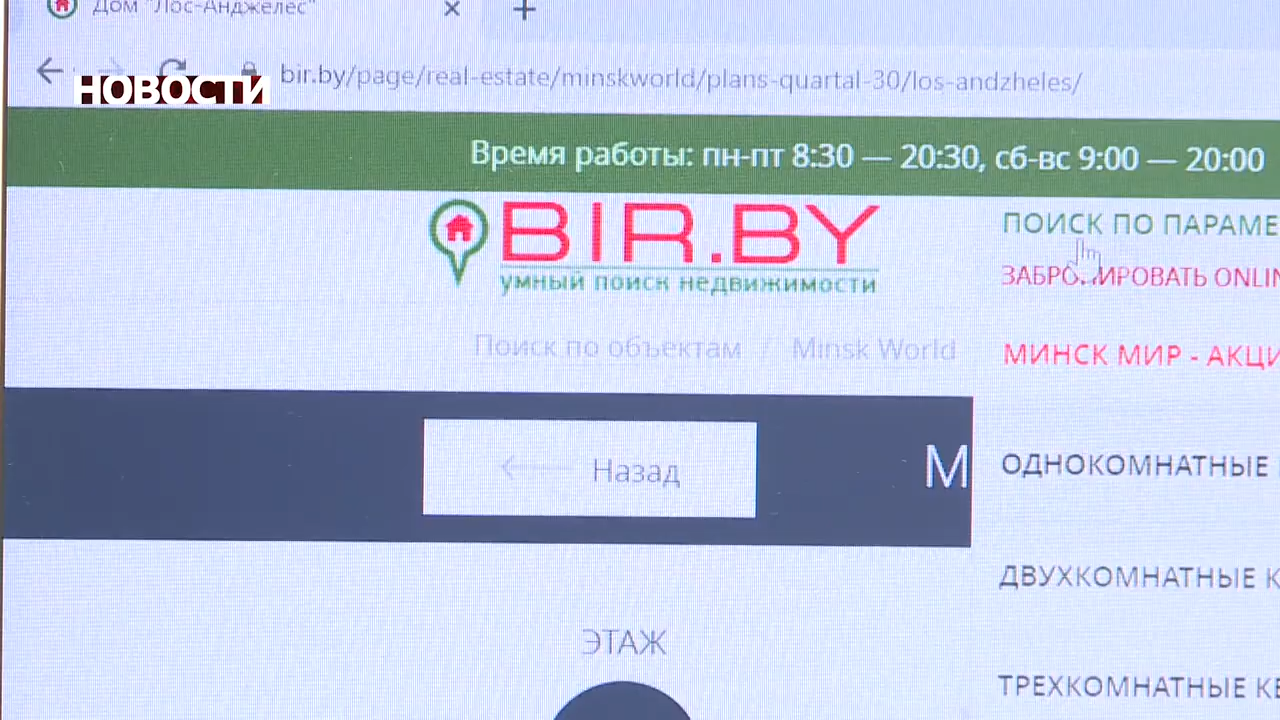 Дом "Лос-Анджелес"
bir.by/page/real-estate/minskworld/plans-quartal-30/los-andzheles/
НОВОСТИ
Время работы: пн-пт 8:30 — 20:30, сб-вс 9:00 — 20:00
BIR.BY
умный поиск недвижимости
ПОИСК ПО ПАРАМЕ
ЗАБРОНИРОВАТЬ ONLIN
Поиск по объектам / Minsk World
МИНСК МИР - АКЦИ
Назад
М
ОДНОКОМНАТНЫЕ
ДВУХКОМНАТНЫЕ К
ЭТАЖ
ТРЕХКОМНАТНЫЕ КВ